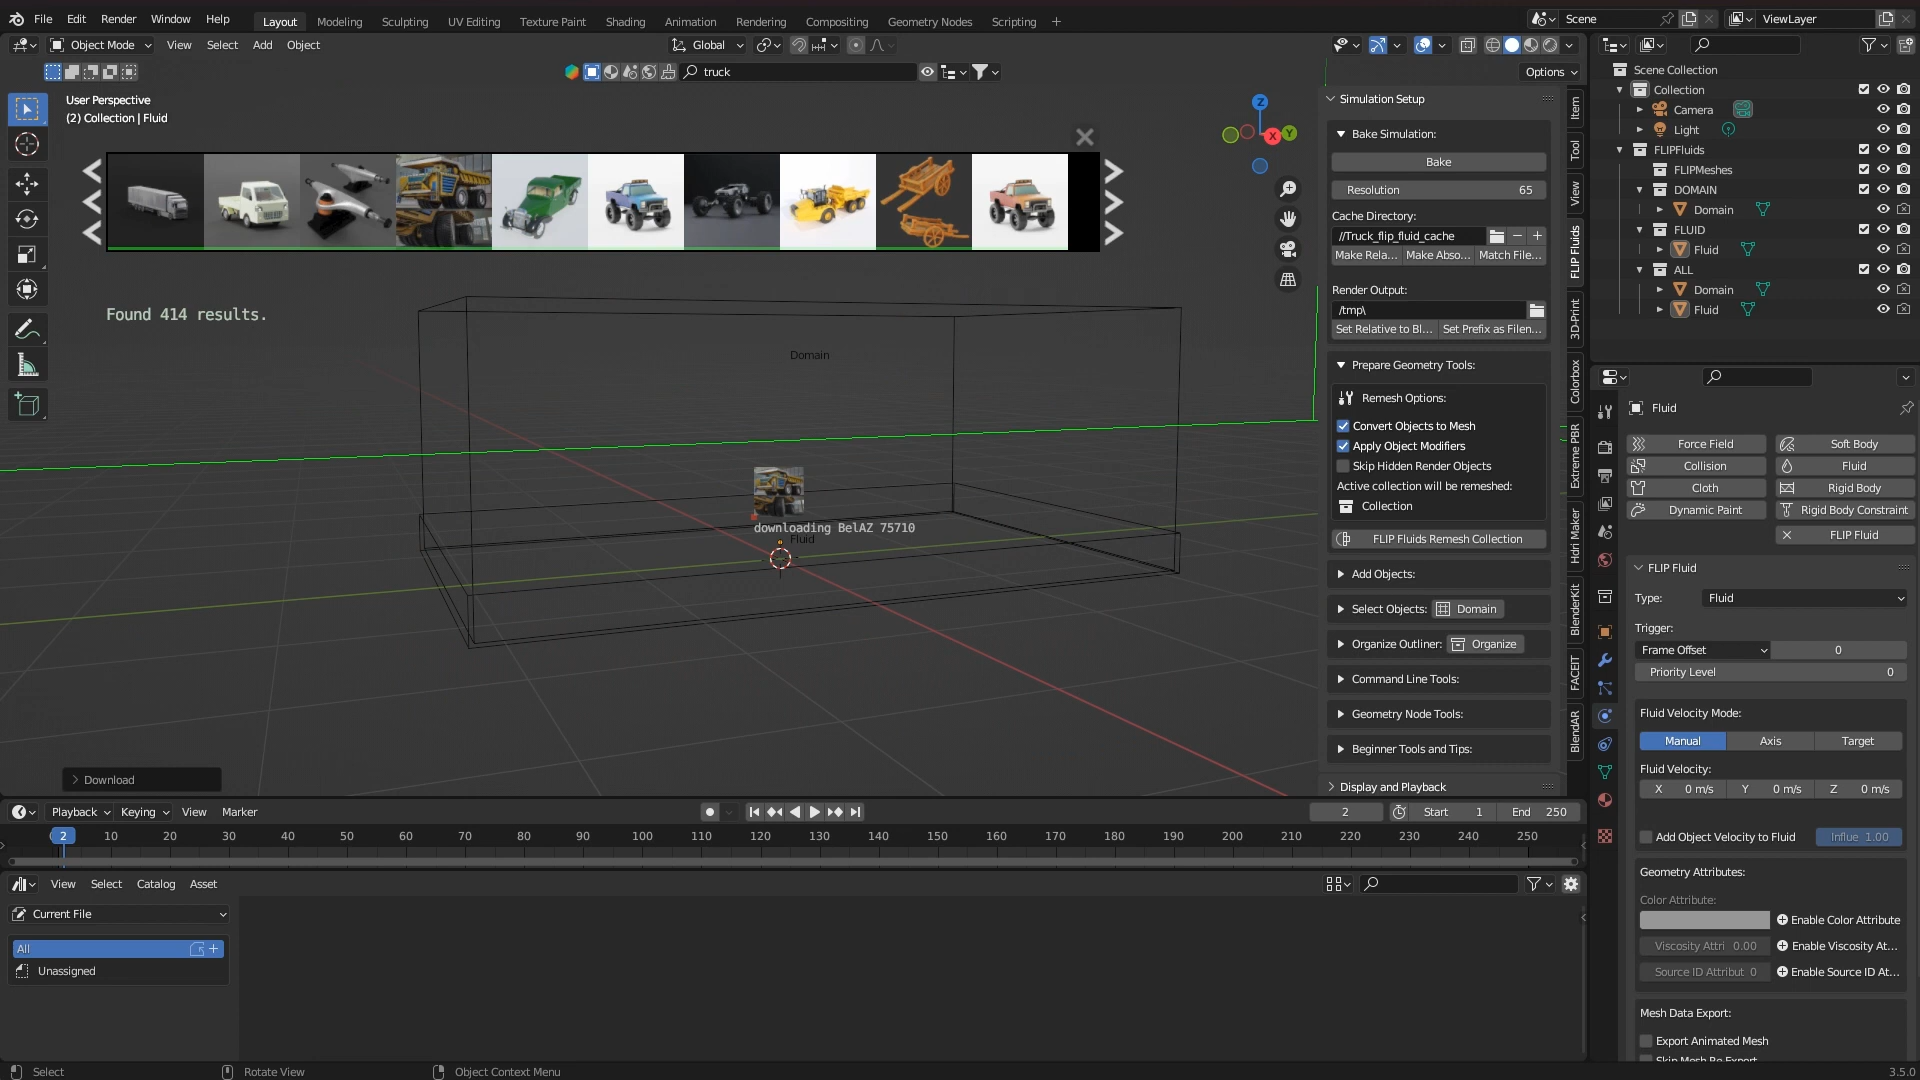 File Edit Render Window Help
Layout Modeling Sculpting UV Editing Texture Paint Shading Animation Rendering Compositing Geometry Nodes Scripting +
Scene
ViewLayer
Object Mode View Select Add Object
Global
truck
Options
User Perspective
(2) Collection | Fluid
Z
X
Y
Found 414 results.
Domain
downloading BelAZ 75710
Fluid
Download
Simulation Setup
Bake Simulation:
Bake
Resolution 65
Cache Directory:
//Truck_flip_fluid_cache
Make Rela... Make Abso... Match File...
Render Output:
/tmp\
Set Relative to Bl... Set Prefix as Filen...
Prepare Geometry Tools:
Remesh Options:
Convert Objects to Mesh
Apply Object Modifiers
Skip Hidden Render Objects
Active collection will be remeshed:
Collection
FLIP Fluids Remesh Collection
Add Objects:
Select Objects: Domain
Organize Outliner: Organize
Command Line Tools:
Geometry Node Tools:
Beginner Tools and Tips:
Display and Playback
Item
Tool
View
FLIP Fluids
3D-Print
Colorbox
Extreme PBR
Hdri Maker
BlenderKit
FACEIT
BlendAR
Scene Collection
Collection
Camera
Light
FLIPFluids
FLIPMeshes
DOMAIN
Domain
FLUID
Fluid
ALL
Domain
Fluid
Fluid
Force Field Soft Body
Collision Fluid
Cloth Rigid Body
Dynamic Paint Rigid Body Constraint
FLIP Fluid
FLIP Fluid
Type: Fluid
Trigger:
Frame Offset 0
Priority Level 0
Fluid Velocity Mode:
Manual Axis Target
Fluid Velocity:
X 0 m/s Y 0 m/s Z 0 m/s
Add Object Velocity to Fluid Influe 1.00
Geometry Attributes:
Color Attribute:
Enable Color Attribute
Viscosity Attri 0.00 Enable Viscosity At...
Source ID Attribut 0 Enable Source ID At...
Mesh Data Export:
Export Animated Mesh
Skip Mesh Re-Export
Playback Keying View Marker
2 Start 1 End 250
2 10 20 30 40 50 60 70 80 90 100 110 120 130 140 150 160 170 180 190 200 210 220 230 240 250
View Select Catalog Asset
Current File
All
Unassigned
Select Rotate View Object Context Menu 3.5.0